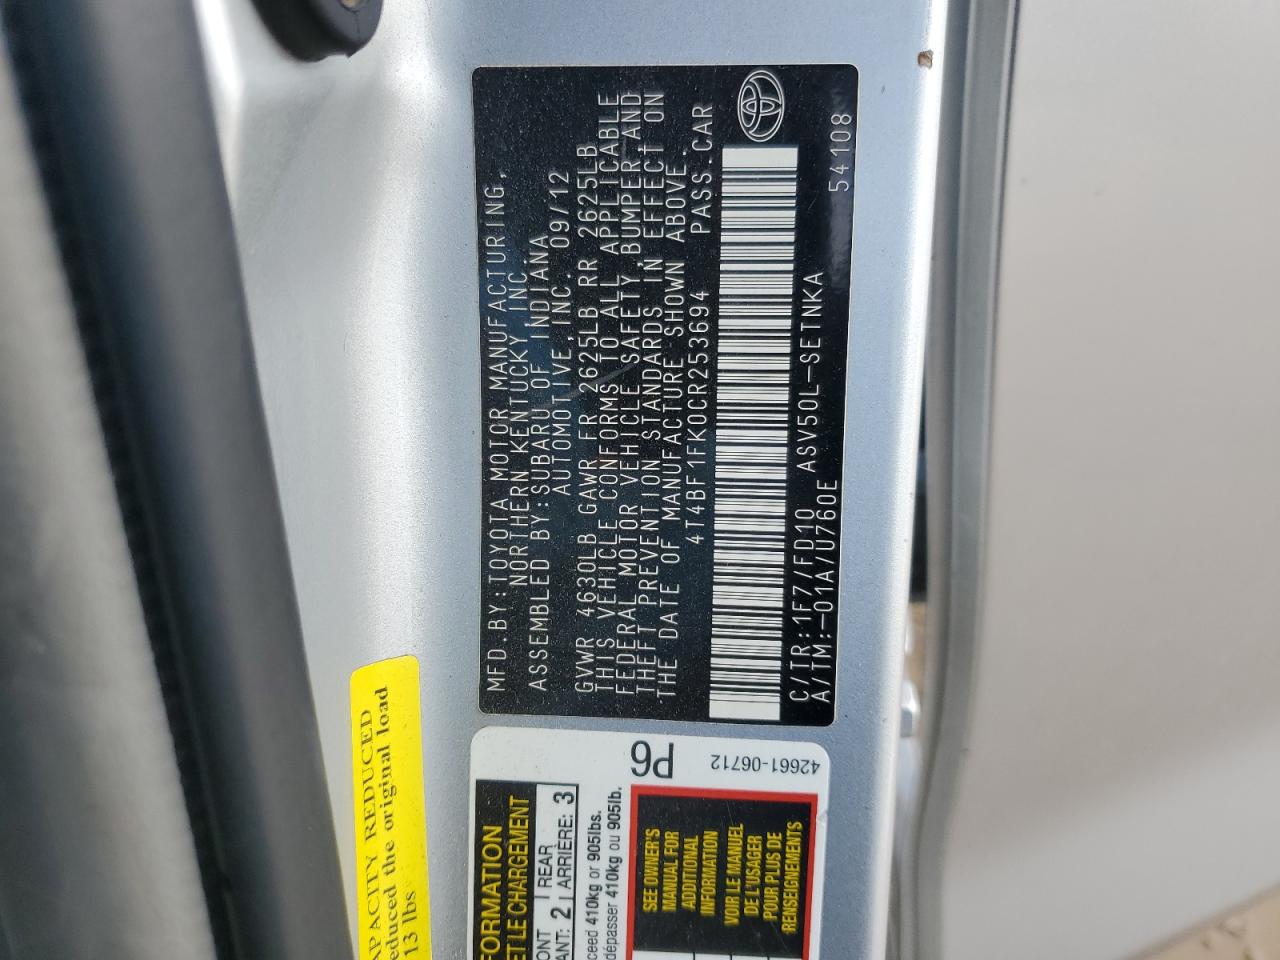 MFD.BY:TOYOTA MOTOR MANUFACTURING,
NORTHERN KENTUCKY, INC.
ASSEMBLED BY:SUBARU OF INDIANA
AUTOMOTIVE,INC. 09/12
GVWR 4630LB GAWR FR 2625LB RR 2625LB
THIS VEHICLE CONFORMS TO ALL APPLICABLE
FEDERAL MOTOR VEHICLE SAFETY,BUMPER,AND
THEFT PREVENTION STANDARDS IN EFFECT ON
THE DATE OF MANUFACTURE SHOWN ABOVE.
4T4BF1FK0CR253694 PASS.CAR
C/TR:1F7/FD10 ASV50L-SETNKA
A/TM:-01A/U760E
54108
P6
42661-06712
FORMATION
ET LE CHARGEMENT
ONT 2 REAR 3
ANT: ARRIÈRE:
ceed 410kg or 905lbs.
dépasser 410kg ou 905lb.
SEE OWNER'S
MANUAL FOR
ADDITIONAL
INFORMATION
VOIR LE MANUEL
DE L'USAGER
POUR PLUS DE
RENSEIGNEMENTS
APACITY REDUCED
educed the original load
13 lbs